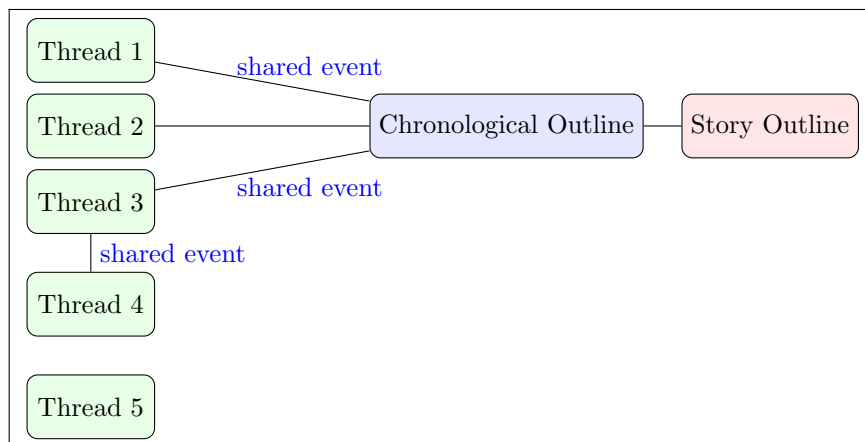 Thread 1
shared event
Thread 2
Chronological Outline
Story Outline
Thread 3
shared event
shared event
Thread 4
Thread 5